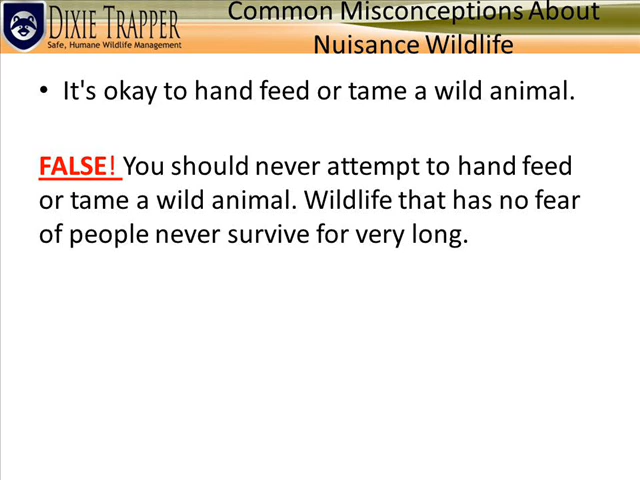 DIXIE TRAPPER
Safe, Humane Wildlife Management
Common Misconceptions About
Nuisance Wildlife
• It's okay to hand feed or tame a wild animal.
FALSE! You should never attempt to hand feed
or tame a wild animal. Wildlife that has no fear
of people never survive for very long.